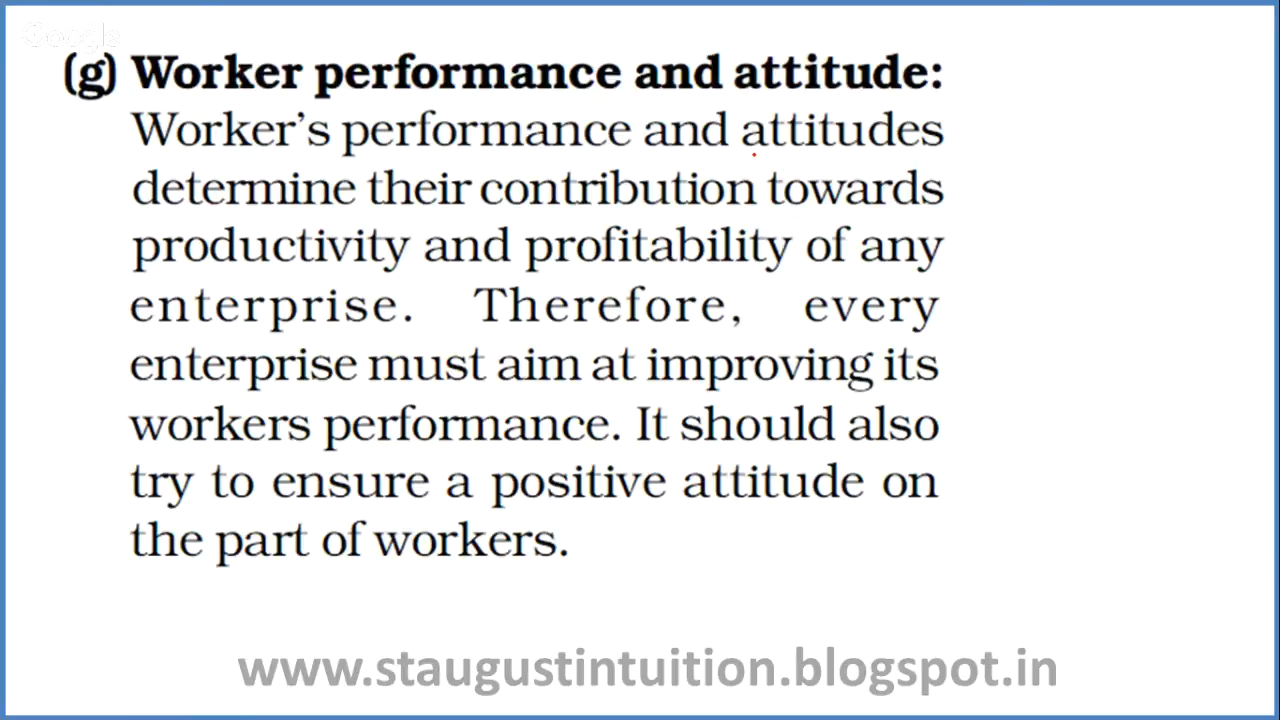 Google
(g) Worker performance and attitude:
Worker's performance and attitudes
determine their contribution towards
productivity and profitability of any
enterprise. Therefore, every
enterprise must aim at improving its
workers performance. It should also
try to ensure a positive attitude on
the part of workers.
www.staugustintuition.blogspot.in